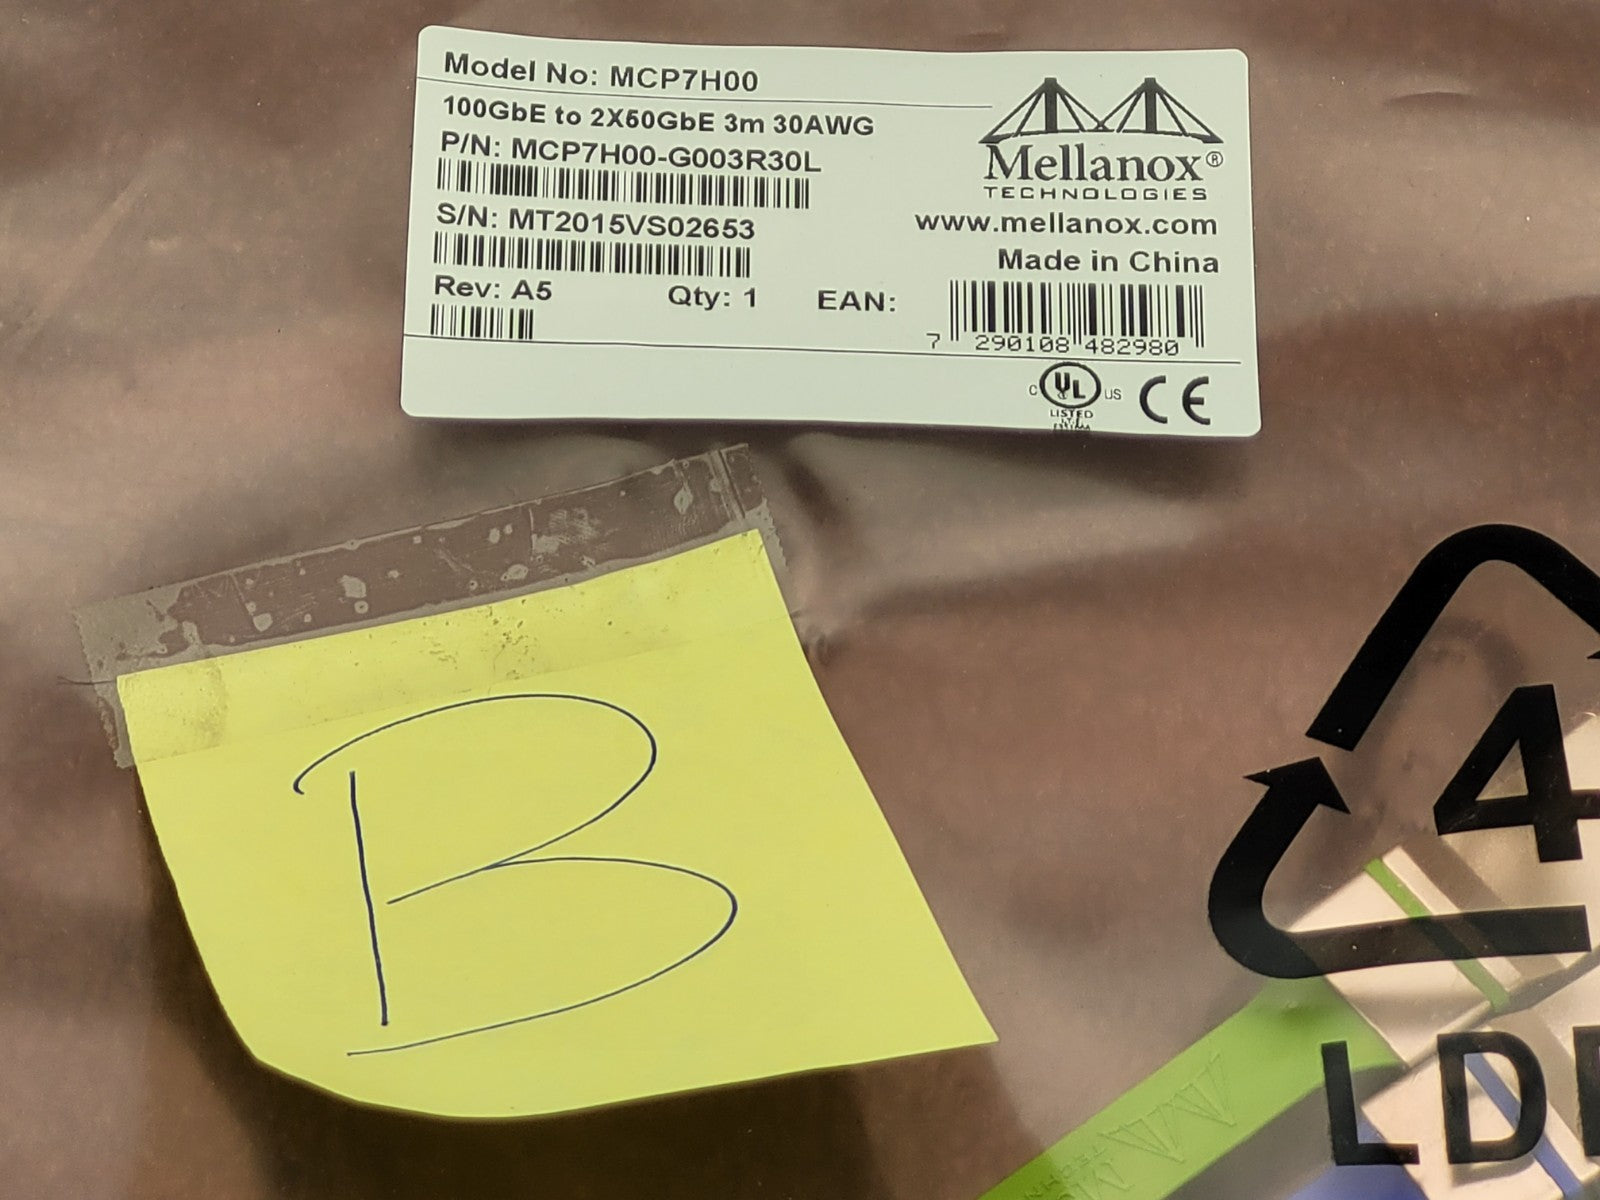 Model No: MCP7H00
100GbE to 2X50GbE 3m 30AWG
P/N: MCP7H00-G003R30L
S/N: MT2015VS02653
Rev: A5 Qty: 1 EAN:
Mellanox®
TECHNOLOGIES
www.mellanox.com
Made in China
7 290108 482980
C UL US
LISTED
CE
B
4
LD